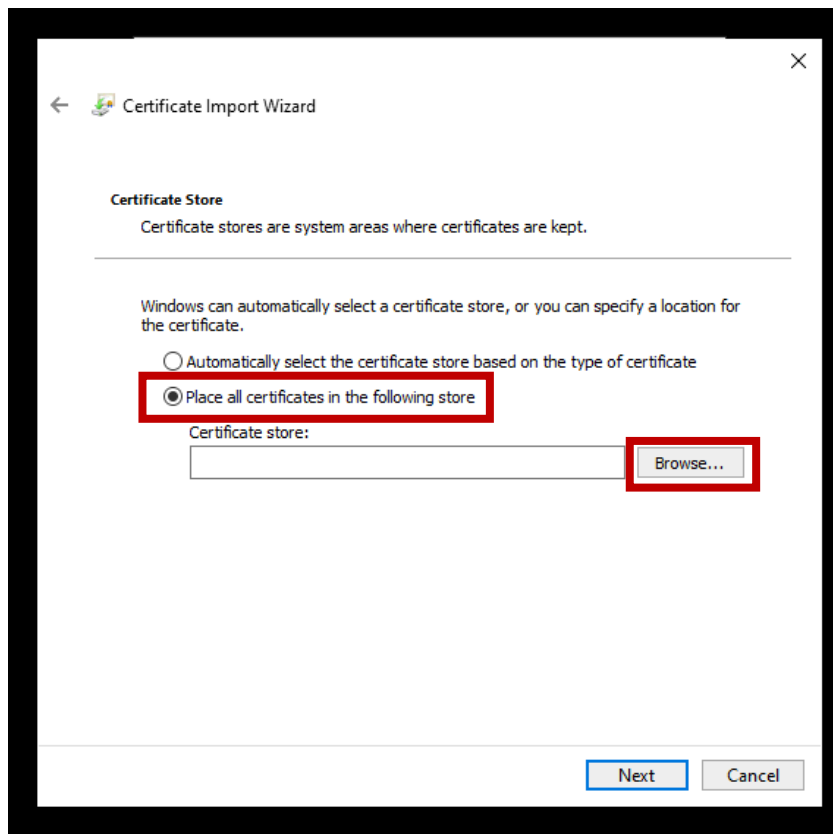 Certificate Import Wizard
Certificate Store
Certificate stores are system areas where certificates are kept.
Windows can automatically select a certificate store, or you can specify a location for
the certificate.
Automatically select the certificate store based on the type of certificate
Place all certificates in the following store
Certificate store:
Browse...
Next
Cancel